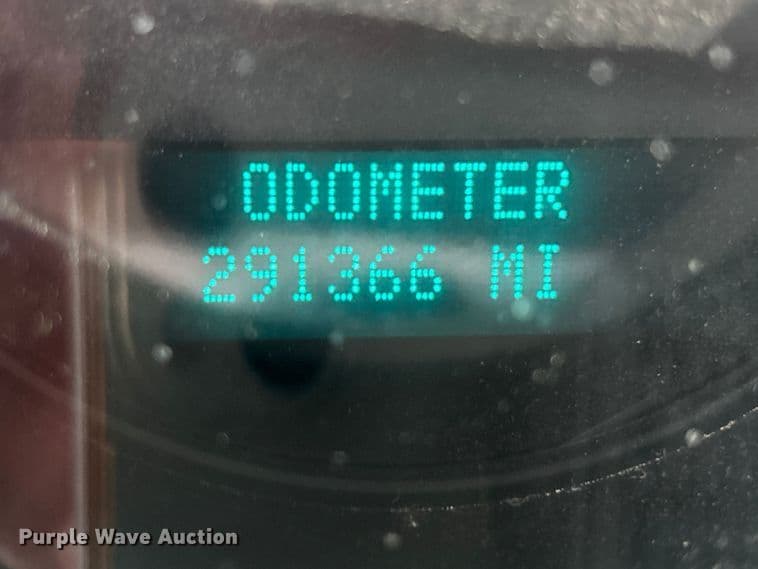 ODOMETER
291366 MI
Purple Wave Auction